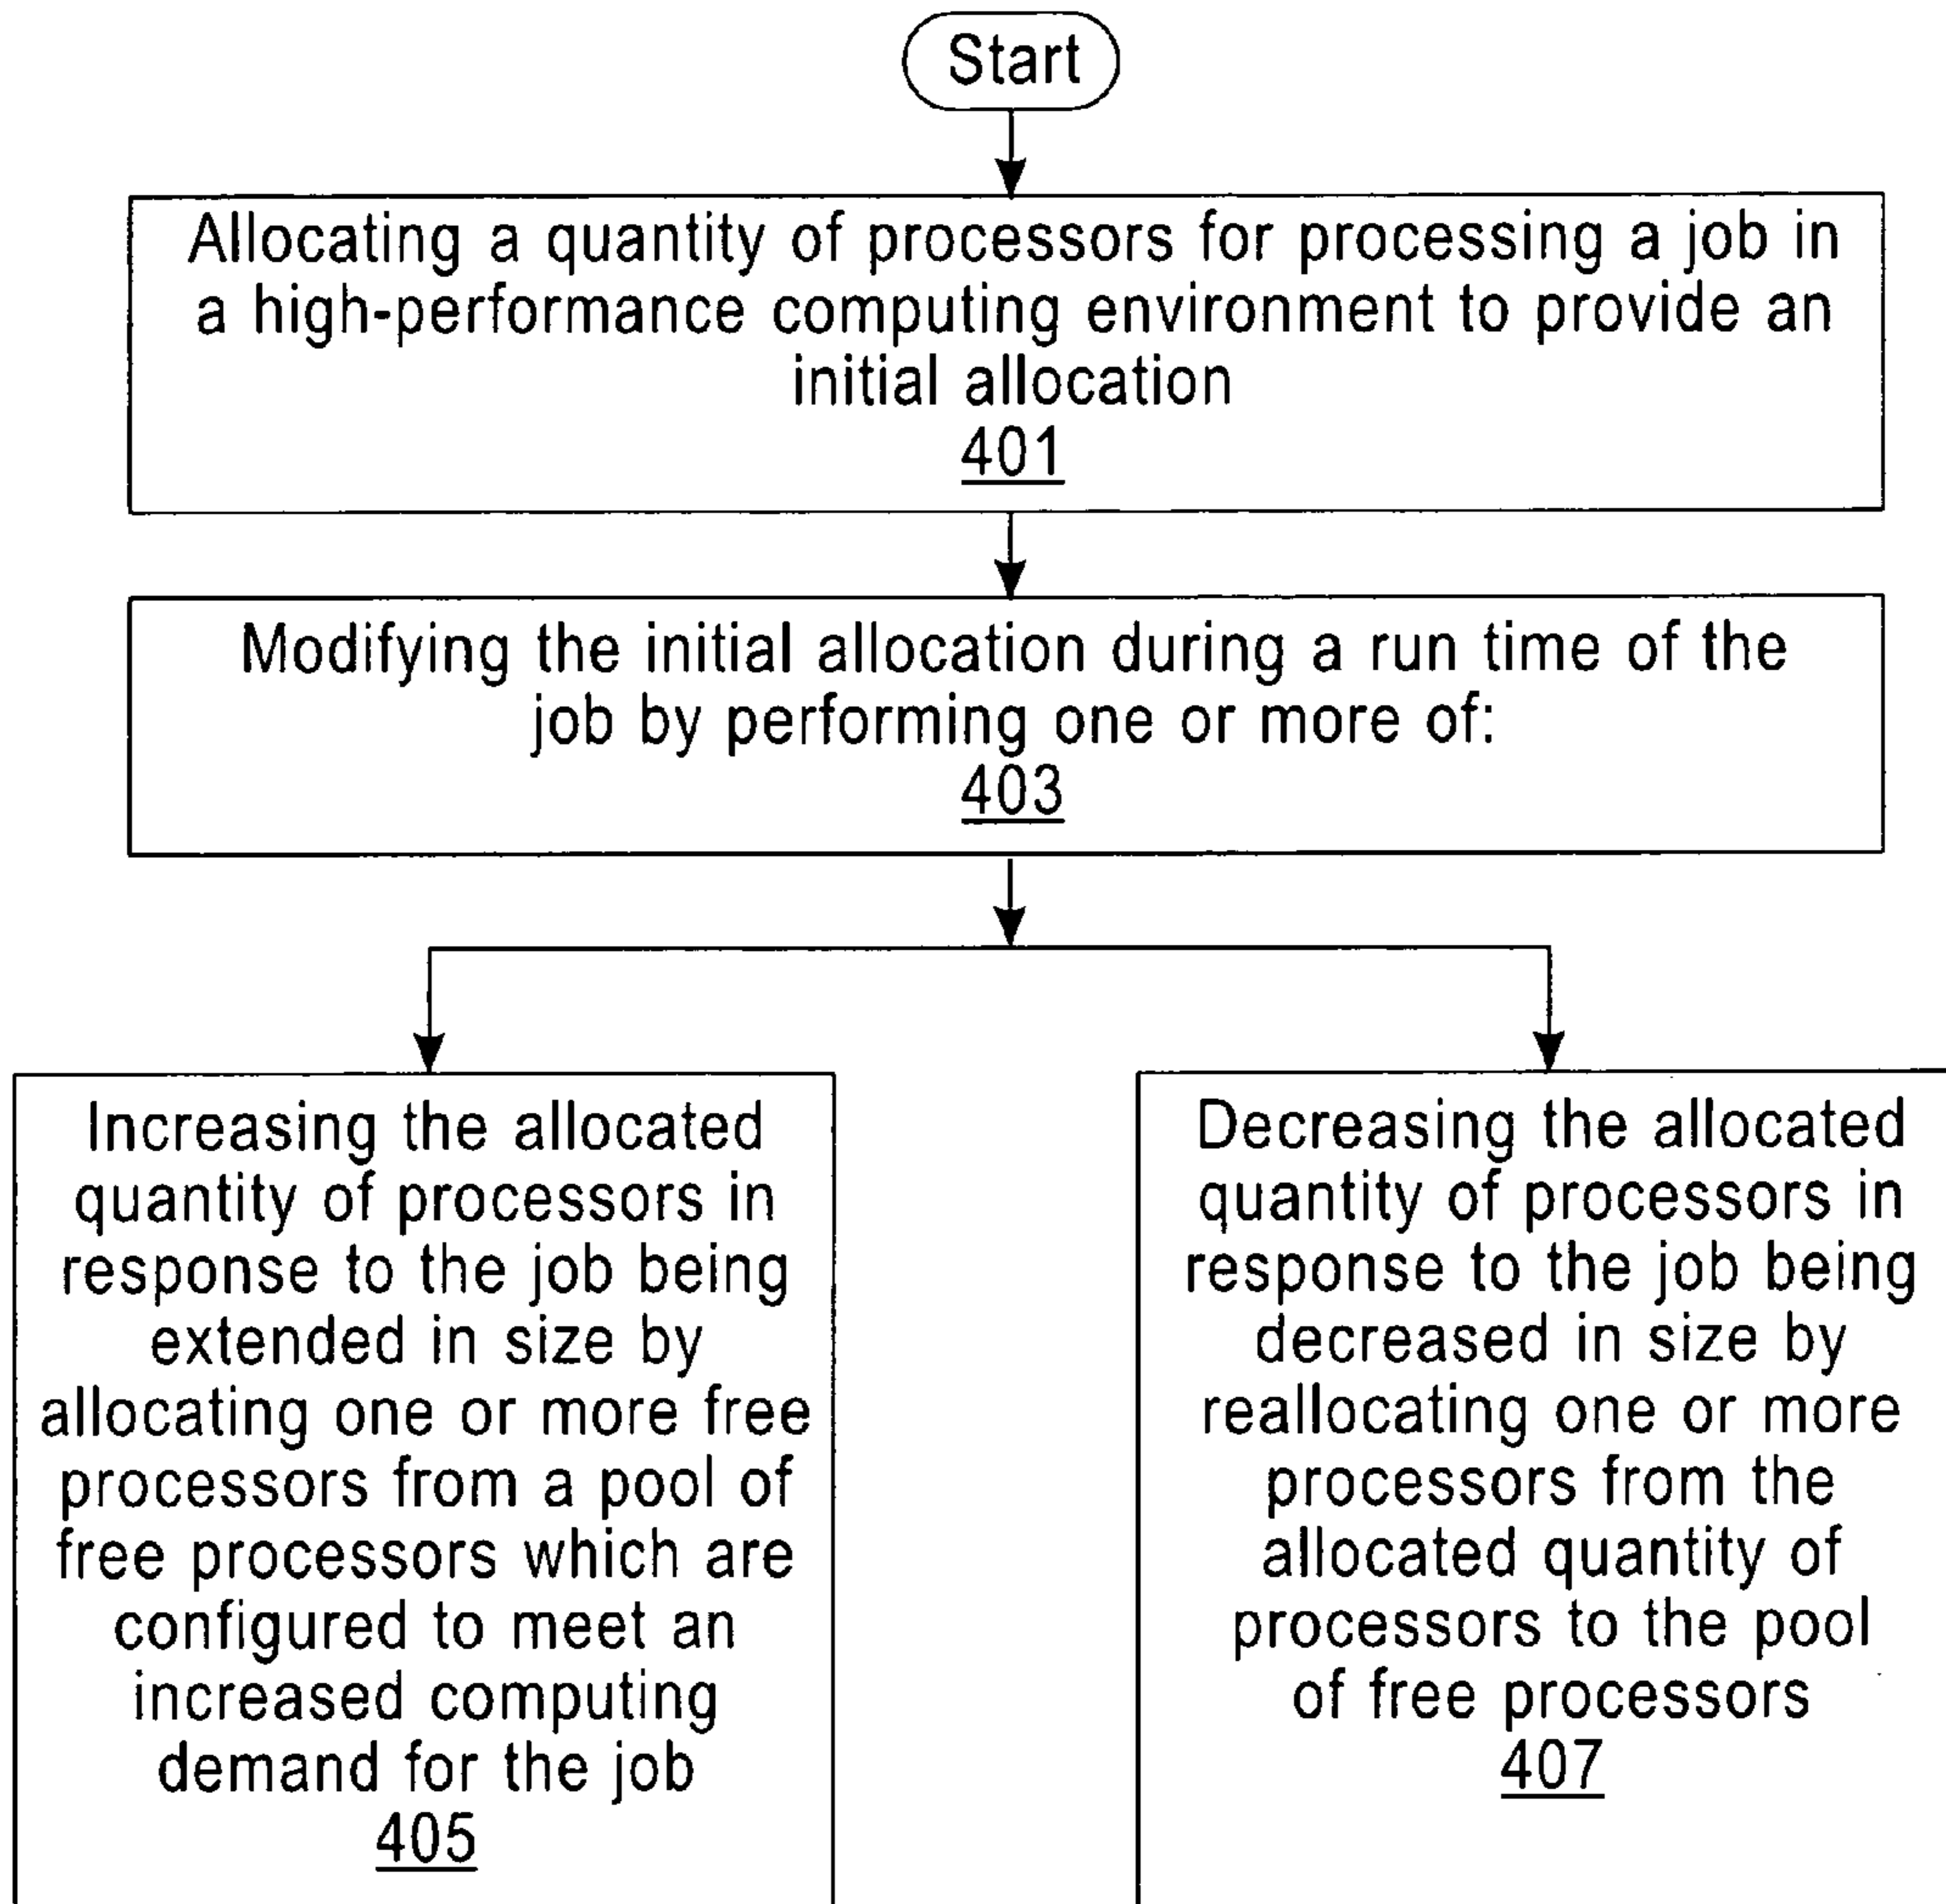 Start
Allocating a quantity of processors for processing a job in
a high-performance computing environment to provide an
initial allocation
401
Modifying the initial allocation during a run time of the
job by performing one or more of:
403
Increasing the allocated
quantity of processors in
response to the job being
extended in size by
allocating one or more free
processors from a pool of
free processors which are
configured to meet an
increased computing
demand for the job
405
Decreasing the allocated
quantity of processors in
response to the job being
decreased in size by
reallocating one or more
processors from the
allocated quantity of
processors to the pool
of free processors
407